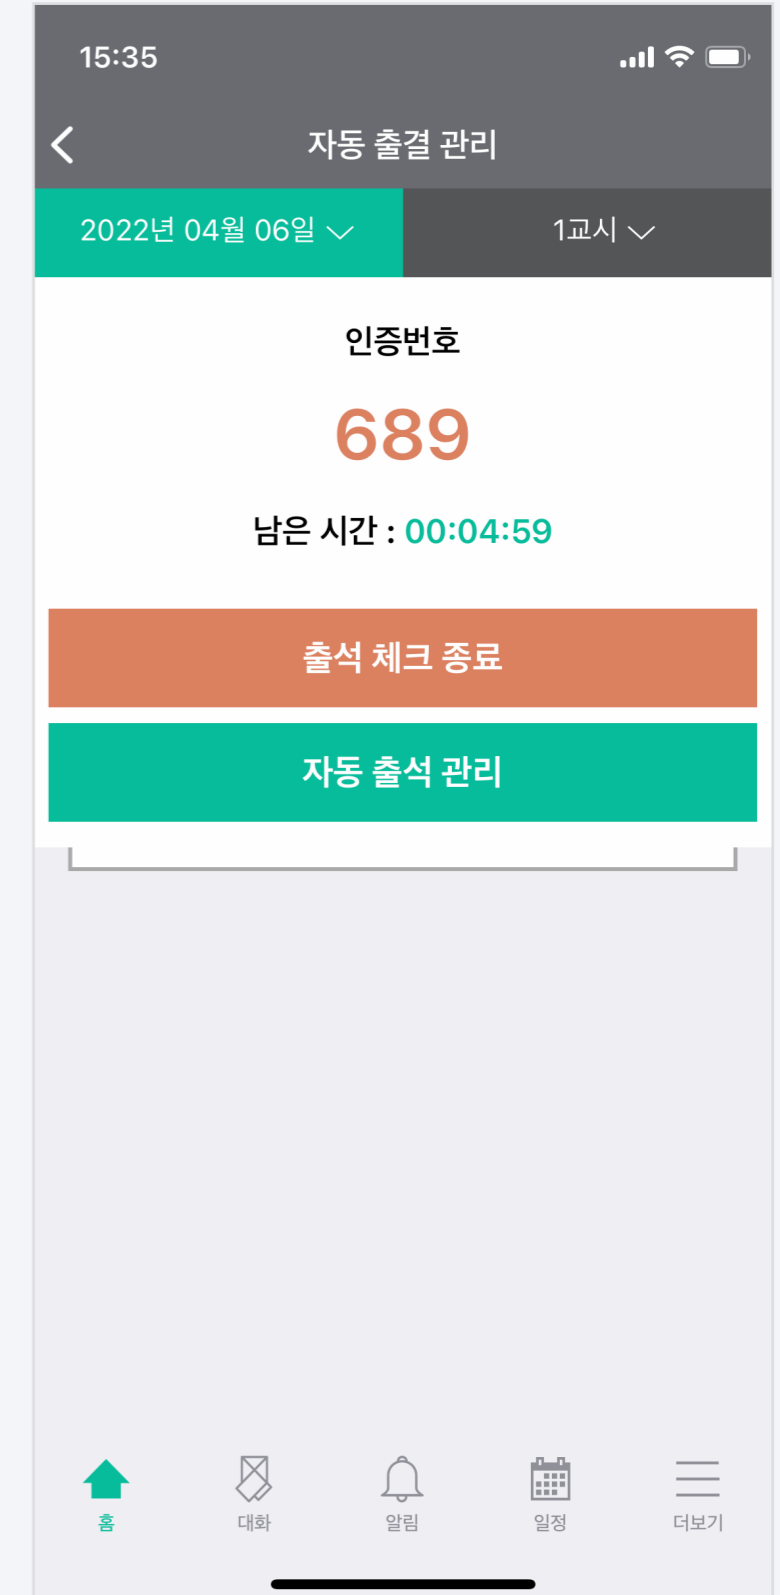 15:35
자동 출결 관리
2022년 04월 06일
1교시
인증번호
689
남은 시간 : 00:04:59
출석 체크 종료
자동 출석 관리
홈
대화
알림
일정
더보기